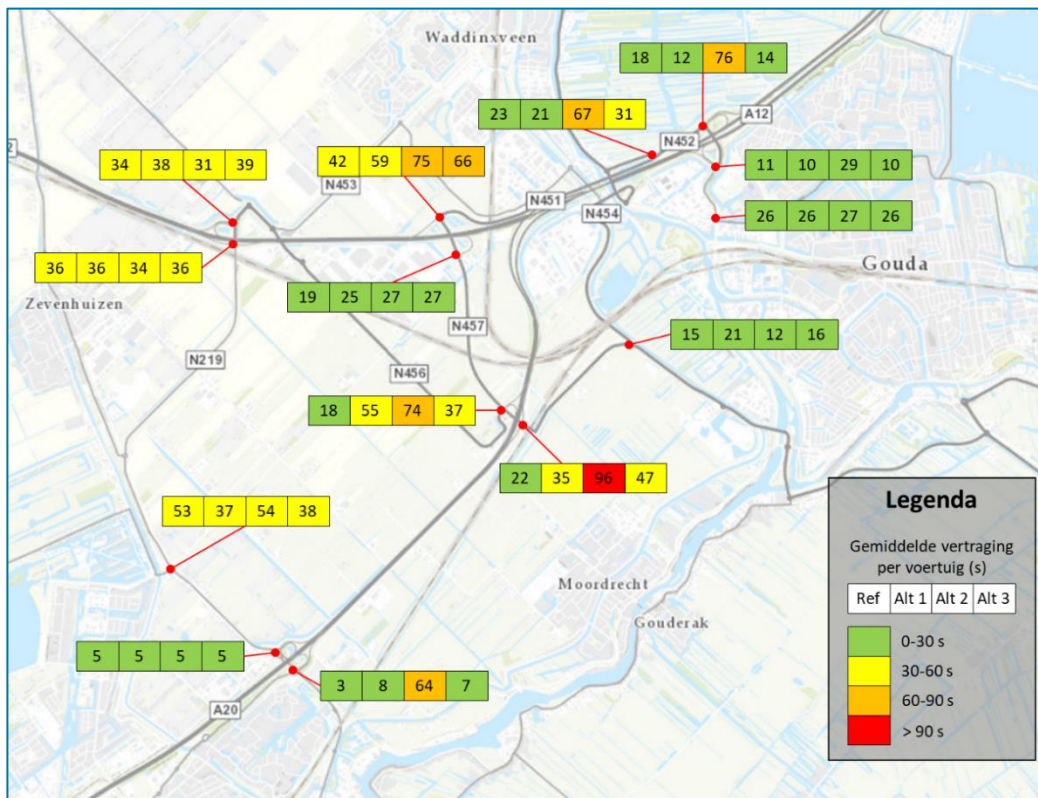 Waddinxveen
18 12 76 14
A12
23 21 67 31
N452
34 38 31 39
42 59 75 66
11 10 29 10
N453
N451
N454
26 26 27 26
36 36 34 36
Gouda
Zevenhuizen
19 25 27 27
N457
15 21 12 16
N219
N456
18 55 74 37
22 35 96 47
53 37 54 38
Moordrecht
Gouderak
5 5 5 5
3 8 64 7
A20
Legenda
Gemiddelde vertraging
per voertuig (s)
Ref Alt 1 Alt 2 Alt 3
0-30 s
30-60 s
60-90 s
> 90 s